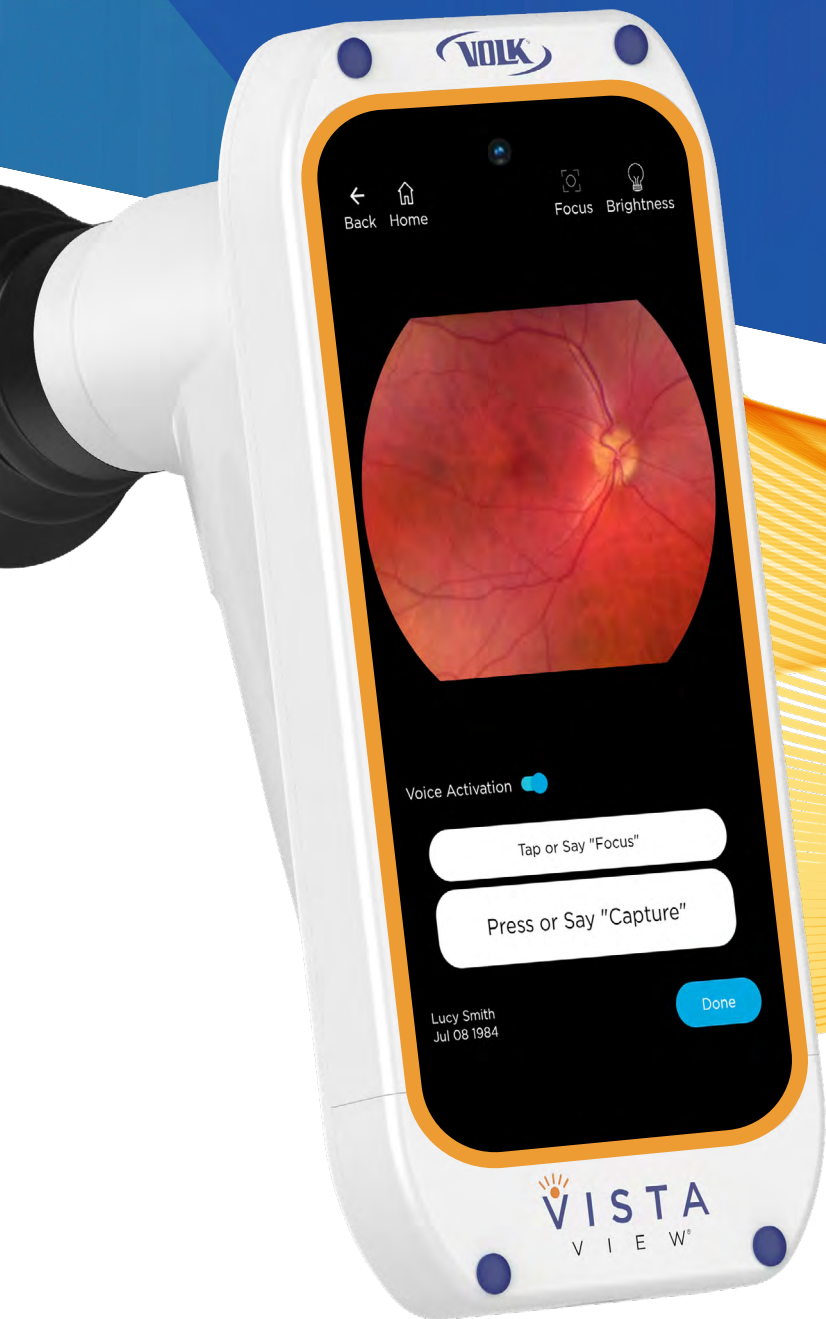 VOLK®
Back
Home
Focus
Brightness
Voice Activation
Tap or Say "Focus"
Press or Say "Capture"
Lucy Smith
Jul 08 1984
Done
VISTA
VIEW®